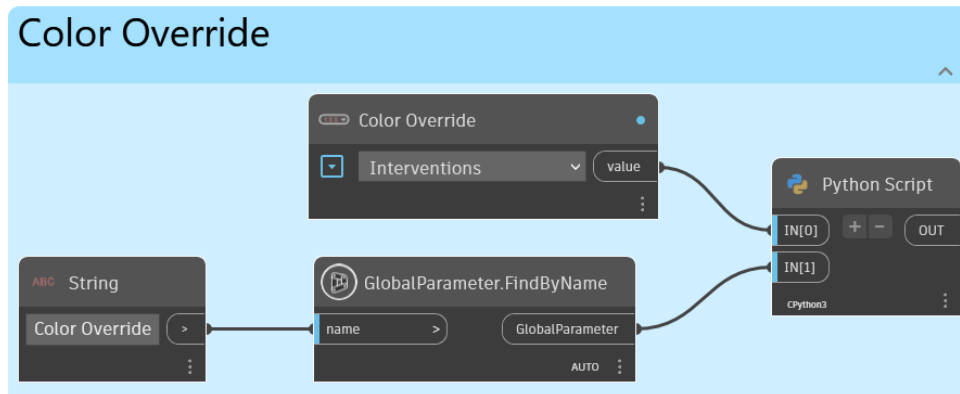 Color Override
Color Override
Interventions
value
Python Script
IN[0]
+ −
OUT
IN[1]
CPython3
ABC String
Color Override
>
GlobalParameter.FindByName
name >
GlobalParameter
AUTO